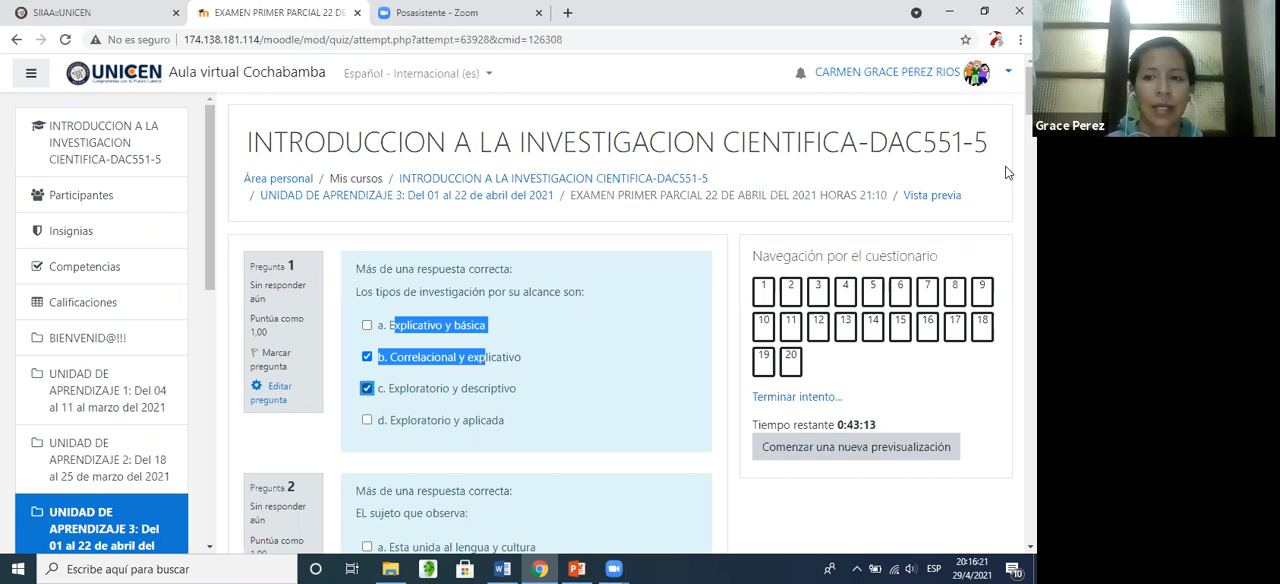 SIIAA::UNICEN
EXAMEN PRIMER PARCIAL 22 DE
Posasistente - Zoom
No es seguro | 174.138.181.114/moodle/mod/quiz/attempt.php?attempt=63928&cmid=126308
UNICEN
Aula virtual Cochabamba
Español - Internacional (es)
CARMEN GRACE PEREZ RIOS
Grace Perez
INTRODUCCION A LA
INVESTIGACION
CIENTIFICA-DAC551-5
Participantes
Insignias
Competencias
Calificaciones
BIENVENID@!!!
UNIDAD DE
APRENDIZAJE 1: Del 04
al 11 al marzo del 2021
UNIDAD DE
APRENDIZAJE 2: Del 18
al 25 de marzo del 2021
UNIDAD DE
APRENDIZAJE 3: Del
01 al 22 de abril del
INTRODUCCION A LA INVESTIGACION CIENTIFICA-DAC551-5
Área personal / Mis cursos / INTRODUCCION A LA INVESTIGACION CIENTIFICA-DAC551-5
/ UNIDAD DE APRENDIZAJE 3: Del 01 al 22 de abril del 2021 / EXAMEN PRIMER PARCIAL 22 DE ABRIL DEL 2021 HORAS 21:10 / Vista previa
Pregunta 1
Sin responder
aún
Puntúa como
1,00
Marcar
pregunta
Editar
pregunta
Más de una respuesta correcta:
Los tipos de investigación por su alcance son:
a. Explicativo y básica
b. Correlacional y explicativo
c. Exploratorio y descriptivo
d. Exploratorio y aplicada
Pregunta 2
Sin responder
aún
Puntúa como
Más de una respuesta correcta:
EL sujeto que observa:
a. Esta unida al lengua y cultura
Navegación por el cuestionario
1 2 3 4 5 6 7 8 9
10 11 12 13 14 15 16 17 18
19 20
Terminar intento...
Tiempo restante 0:43:13
Comenzar una nueva previsualización
Escribe aquí para buscar
ESP
20:16:21
29/4/2021
10